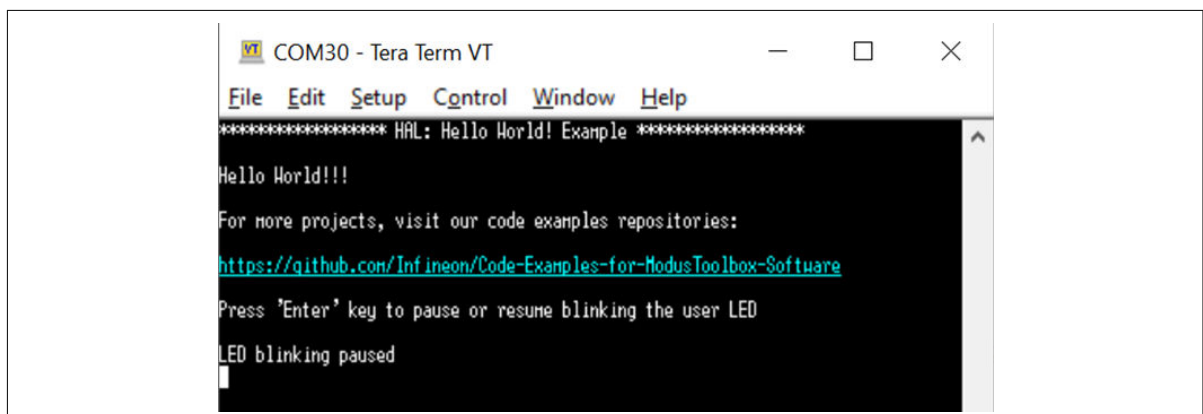 COM30 - Tera Term VT
File Edit Setup Control Window Help
******************* HAL: Hello World! Example *******************
Hello World!!!
For more projects, visit our code examples repositories:
https://github.com/Infineon/Code-Examples-for-ModusToolbox-Software
Press 'Enter' key to pause or resume blinking the user LED
LED blinking paused